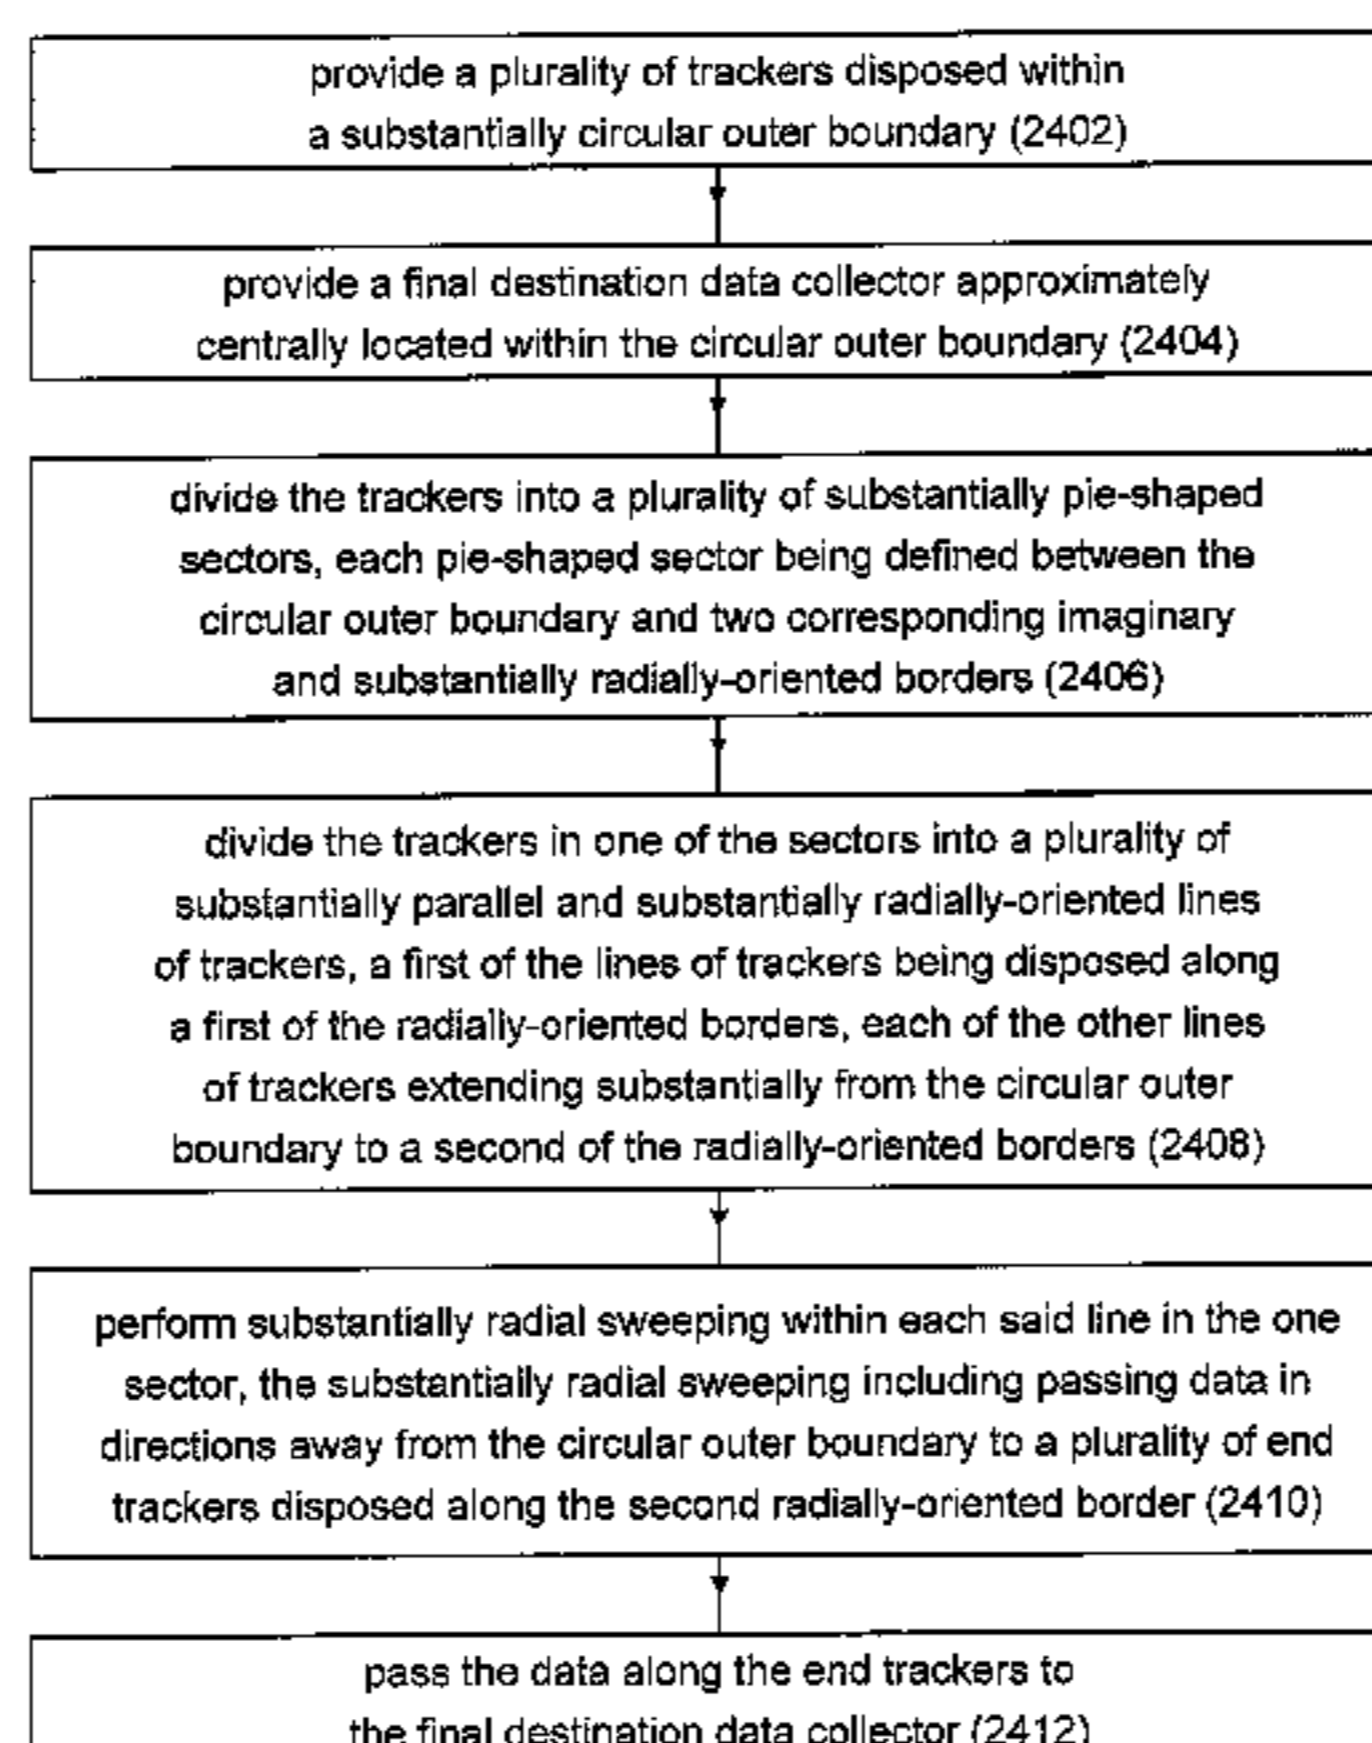 provide a plurality of trackers disposed within
a substantially circular outer boundary (2402)
provide a final destination data collector approximately
centrally located within the circular outer boundary (2404)
divide the trackers into a plurality of substantially pie-shaped
sectors, each pie-shaped sector being defined between the
circular outer boundary and two corresponding imaginary
and substantially radially-oriented borders (2406)
divide the trackers in one of the sectors into a plurality of
substantially parallel and substantially radially-oriented lines
of trackers, a first of the lines of trackers being disposed along
a first of the radially-oriented borders, each of the other lines
of trackers extending substantially from the circular outer
boundary to a second of the radially-oriented borders (2408)
perform substantially radial sweeping within each said line in the one
sector, the substantially radial sweeping including passing data in
directions away from the circular outer boundary to a plurality of end
trackers disposed along the second radially-oriented border (2410)
pass the data along the end trackers to
the final destination data collector (2412)